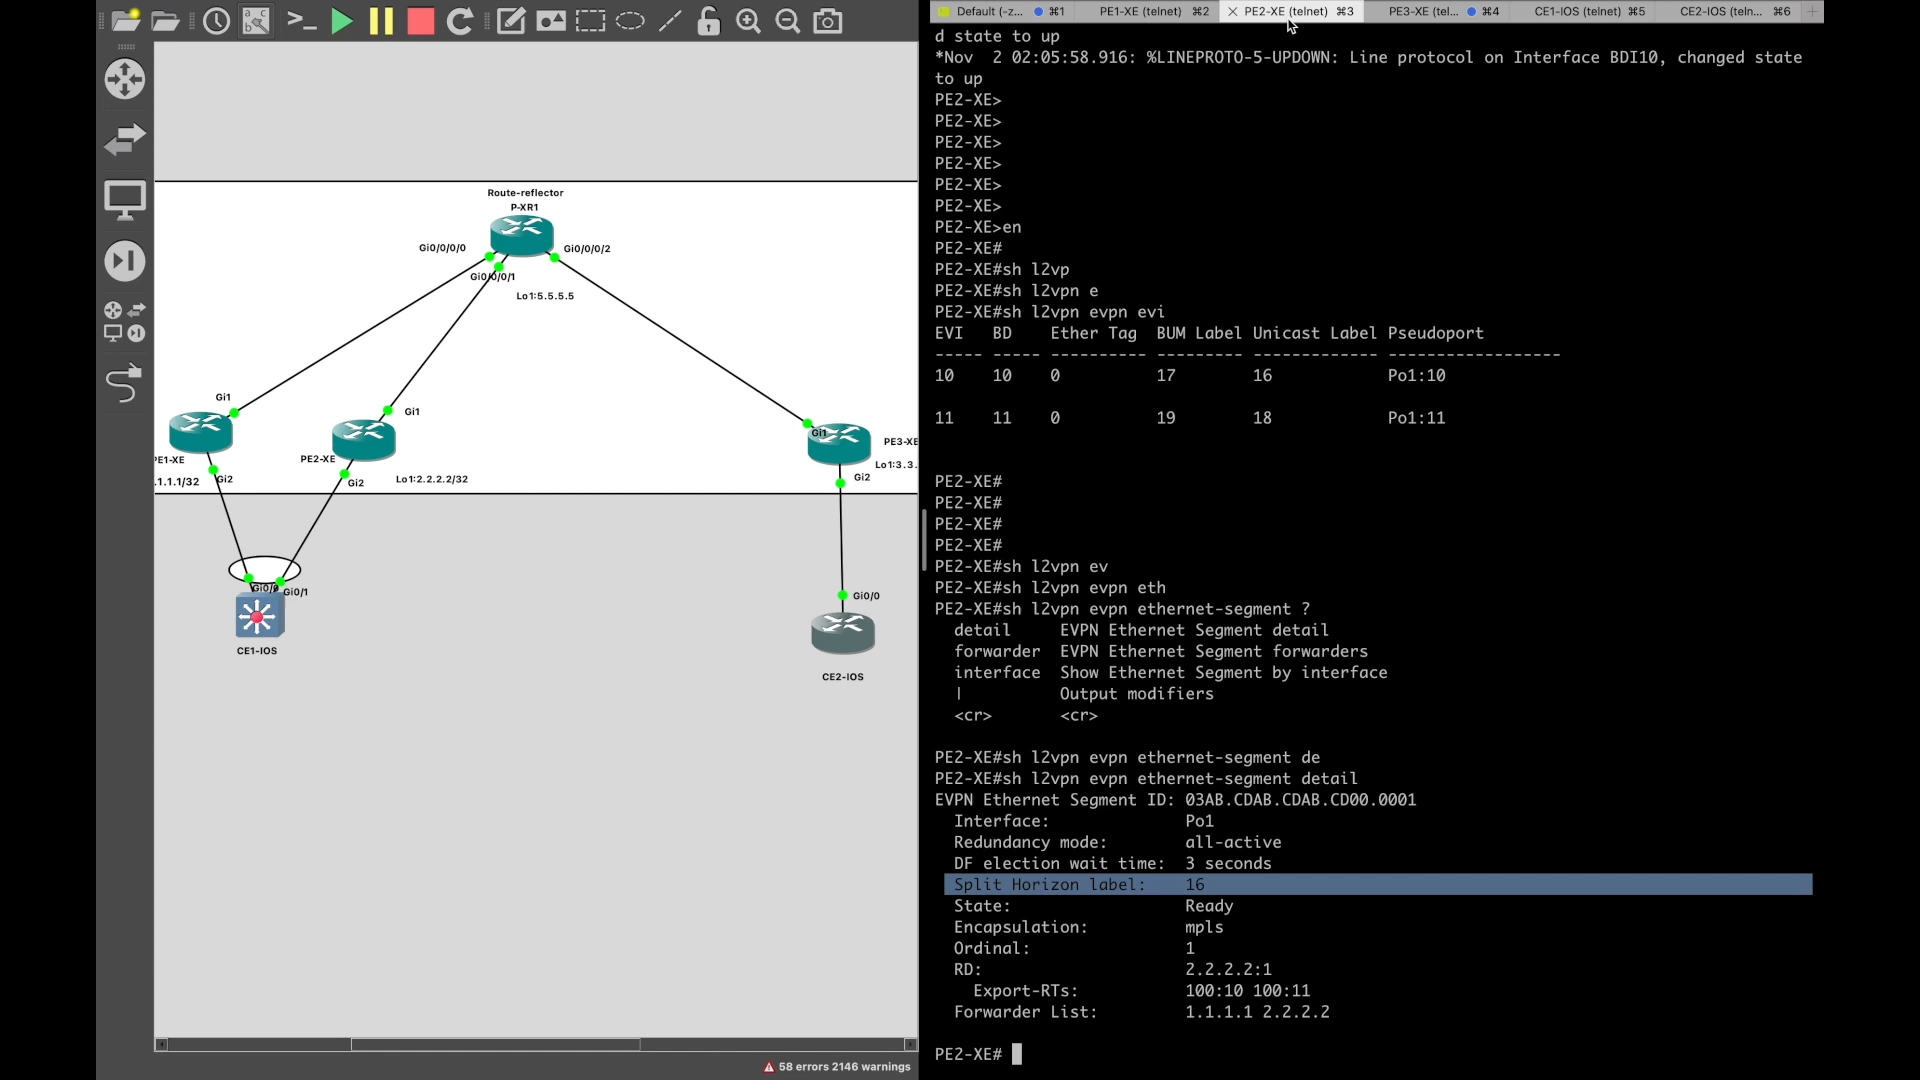 Default (-z... ⌘1
PE1-XE (telnet) ⌘2
PE2-XE (telnet) ⌘3
PE3-XE (tel... ⌘4
CE1-IOS (telnet) ⌘5
CE2-IOS (teln... ⌘6
Route-reflector
P-XR1
Gi0/0/0/0
Gi0/0/0/2
Gi0/0/0/1
Lo1:5.5.5.5
Gi1
Gi1
Gi1
PE3-XE
PE1-XE
PE2-XE
Lo1:3.3.
.1.1.1/32
Gi2
Gi2
Lo1:2.2.2.2/32
Gi2
Gi0/0
Gi0/1
Gi0/0
CE1-IOS
CE2-IOS
58 errors 2146 warnings
d state to up
*Nov  2 02:05:58.916: %LINEPROTO-5-UPDOWN: Line protocol on Interface BDI10, changed state
to up
PE2-XE>
PE2-XE>
PE2-XE>
PE2-XE>
PE2-XE>
PE2-XE>
PE2-XE>en
PE2-XE#
PE2-XE#sh l2vp
PE2-XE#sh l2vpn e
PE2-XE#sh l2vpn evpn evi
EVI   BD    Ether Tag  BUM Label Unicast Label Pseudoport
----- ----- ---------- --------- ------------- ------------------
10    10    0          17        16            Po1:10
11    11    0          19        18            Po1:11
PE2-XE#
PE2-XE#
PE2-XE#
PE2-XE#
PE2-XE#sh l2vpn ev
PE2-XE#sh l2vpn evpn eth
PE2-XE#sh l2vpn evpn ethernet-segment ?
  detail     EVPN Ethernet Segment detail
  forwarder  EVPN Ethernet Segment forwarders
  interface  Show Ethernet Segment by interface
  |          Output modifiers
  <cr>       <cr>
PE2-XE#sh l2vpn evpn ethernet-segment de
PE2-XE#sh l2vpn evpn ethernet-segment detail
EVPN Ethernet Segment ID: 03AB.CDAB.CDAB.CD00.0001
  Interface:              Po1
  Redundancy mode:        all-active
  DF election wait time:  3 seconds
  Split Horizon label:    16
  State:                  Ready
  Encapsulation:          mpls
  Ordinal:                1
  RD:                     2.2.2.2:1
    Export-RTs:           100:10 100:11
  Forwarder List:         1.1.1.1 2.2.2.2
PE2-XE#